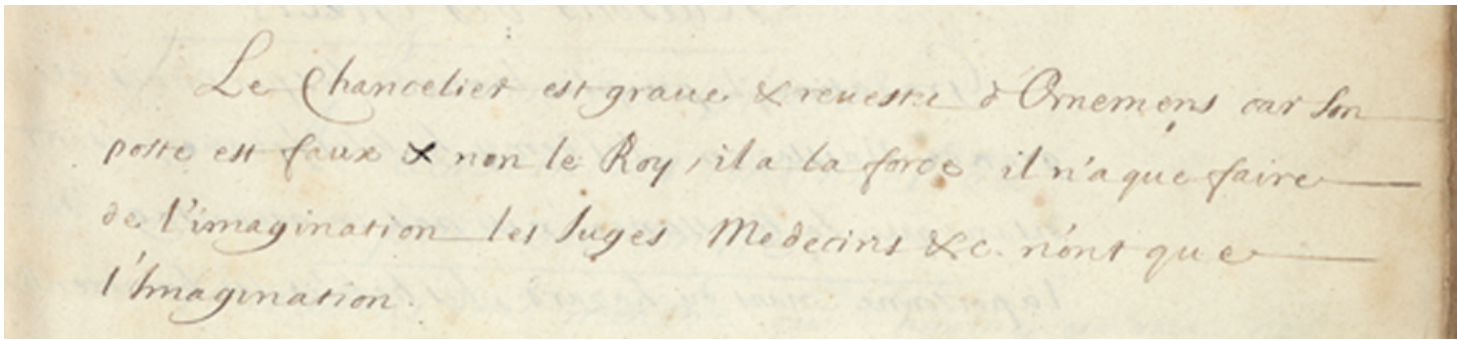 Le Chancelier est graue & reuestu d'Ornemens car son
poste est faux & non le Roy, il a la force il n'a que faire
de l'imagination les Juges Medecins &c. n'ont que
l'Imagination.